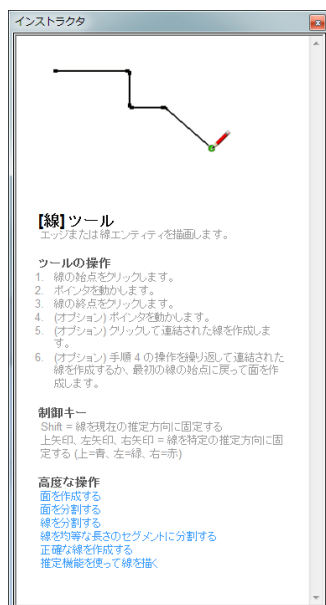 インストラクタ
[線] ツール
エッジまたは線エンティティを描画します。
ツールの操作
1. 線の始点をクリックします。
2. ポインタを動かします。
3. 線の終点をクリックします。
4. (オプション) ポインタを動かします。
5. (オプション) クリックして連結された線を作成しま
す。
6. (オプション) 手順 4 の操作を繰り返して連結された
線を作成するか、最初の線の始点に戻って面を作
成します。
制御キー
Shift = 線を現在の推定方向に固定する
上矢印、左矢印、右矢印 = 線を特定の推定方向に固
定する (上=青、左=緑、右=赤)
高度な操作
面を作成する
面を分割する
線を分割する
線を均等な長さのセグメントに分割する
正確な線を作成する
推定機能を使って線を描く